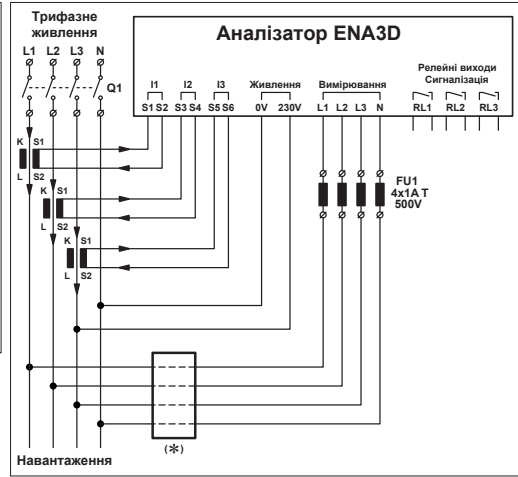 Трифазне
живлення
L1 L2 L3 N
Q1
Аналізатор ENA3D
Релейні виходи
Сигналізація
I1 I2 I3 Живлення Вимірювання
S1 S2 S3 S4 S5 S6 0V 230V L1 L2 L3 N RL1 RL2 RL3
K S1
L S2
K S1
L S2
K S1
L S2
FU1
4x1A T
500V
(*)
Навантаження